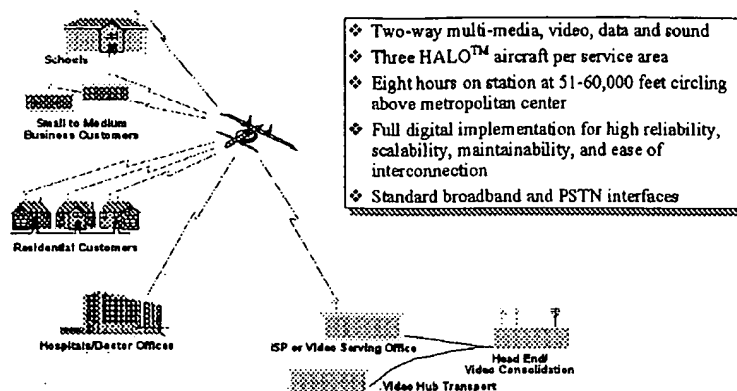 Schools
Small to Medium
Business Customers
Residential Customers
Hospitals/Doctor Offices
ISP or Video Serving Office
Head End/
Video Consolidation
Video Hub Transport
❖ Two-way multi-media, video, data and sound
❖ Three HALO™ aircraft per service area
❖ Eight hours on station at 51-60,000 feet circling
above metropolitan center
❖ Full digital implementation for high reliability,
scalability, maintainability, and ease of
interconnection
❖ Standard broadband and PSTN interfaces